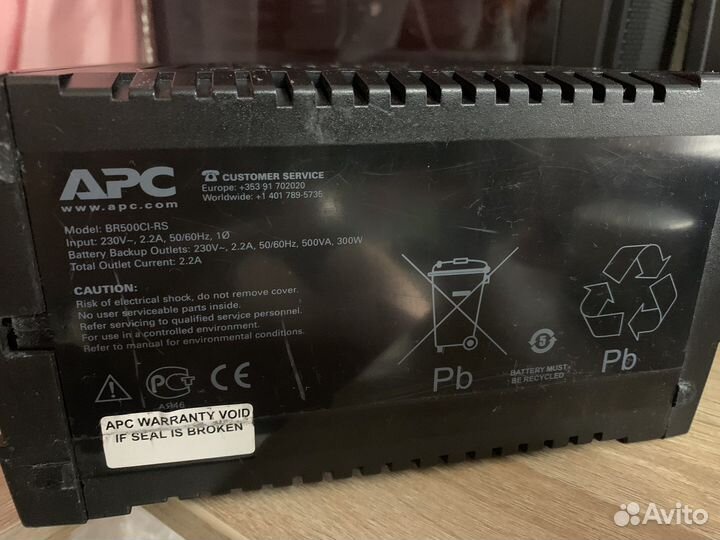 APC
www.apc.com
☎ CUSTOMER SERVICE
Europe: +353 91 702020
Worldwide: +1 401 789-5735
Model: BR500CI-RS
Input: 230V~, 2.2A, 50/60Hz, 1Ø
Battery Backup Outlets: 230V~, 2.2A, 50/60Hz, 500VA, 300W
Total Outlet Current: 2.2A
CAUTION:
Risk of electrical shock, do not remove cover.
No user serviceable parts inside.
Refer servicing to qualified service personnel.
For use in a controlled environment.
Refer to manual for environmental conditions.
Pb
5
BATTERY MUST
BE RECYCLED
Pb
РСТ
CE
APC WARRANTY VOID
IF SEAL IS BROKEN
Avito